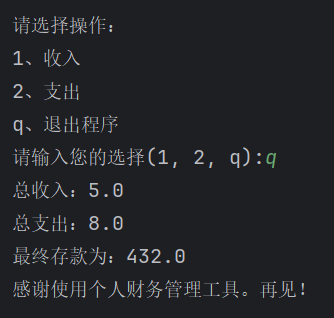 请选择操作：
1、收入
2、支出
q、退出程序
请输入您的选择(1, 2, q):q
总收入：5.0
总支出：8.0
最终存款为：432.0
感谢使用个人财务管理工具。再见!